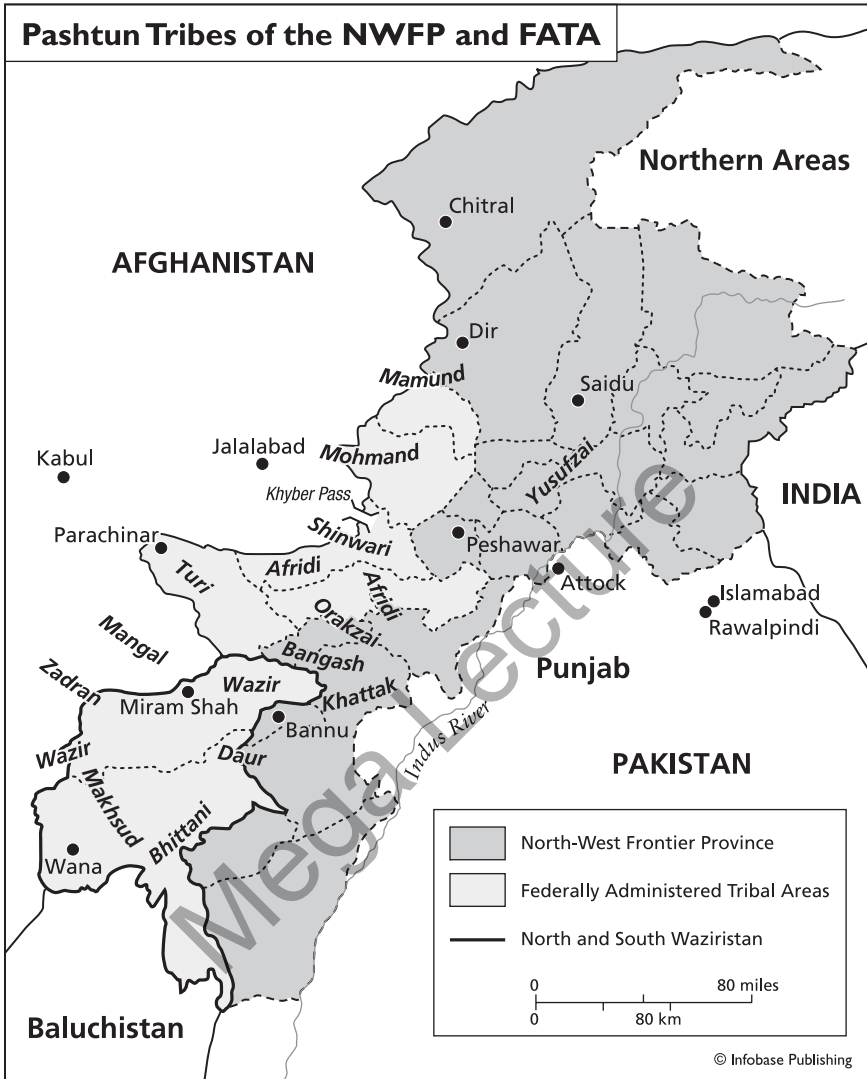 Pashtun Tribes of the NWFP and FATA
Northern Areas
Chitral
AFGHANISTAN
Dir
Mamund
Saidu
Kabul
Jalalabad
Mohmand
Yusufzai
Khyber Pass
INDIA
Parachinar
Shinwari
Peshawar
Turi
Afridi
Afridi
Attock
Islamabad
Rawalpindi
Orakzai
Mangal
Bangash
Punjab
Zadran
Wazir
Khattak
Miram Shah
Bannu
Indus River
Wazir
Daur
PAKISTAN
Makhsud
Bhittani
Wana
Mega Lecture
North-West Frontier Province
Federally Administered Tribal Areas
North and South Waziristan
0 80 miles
0 80 km
Baluchistan
© Infobase Publishing